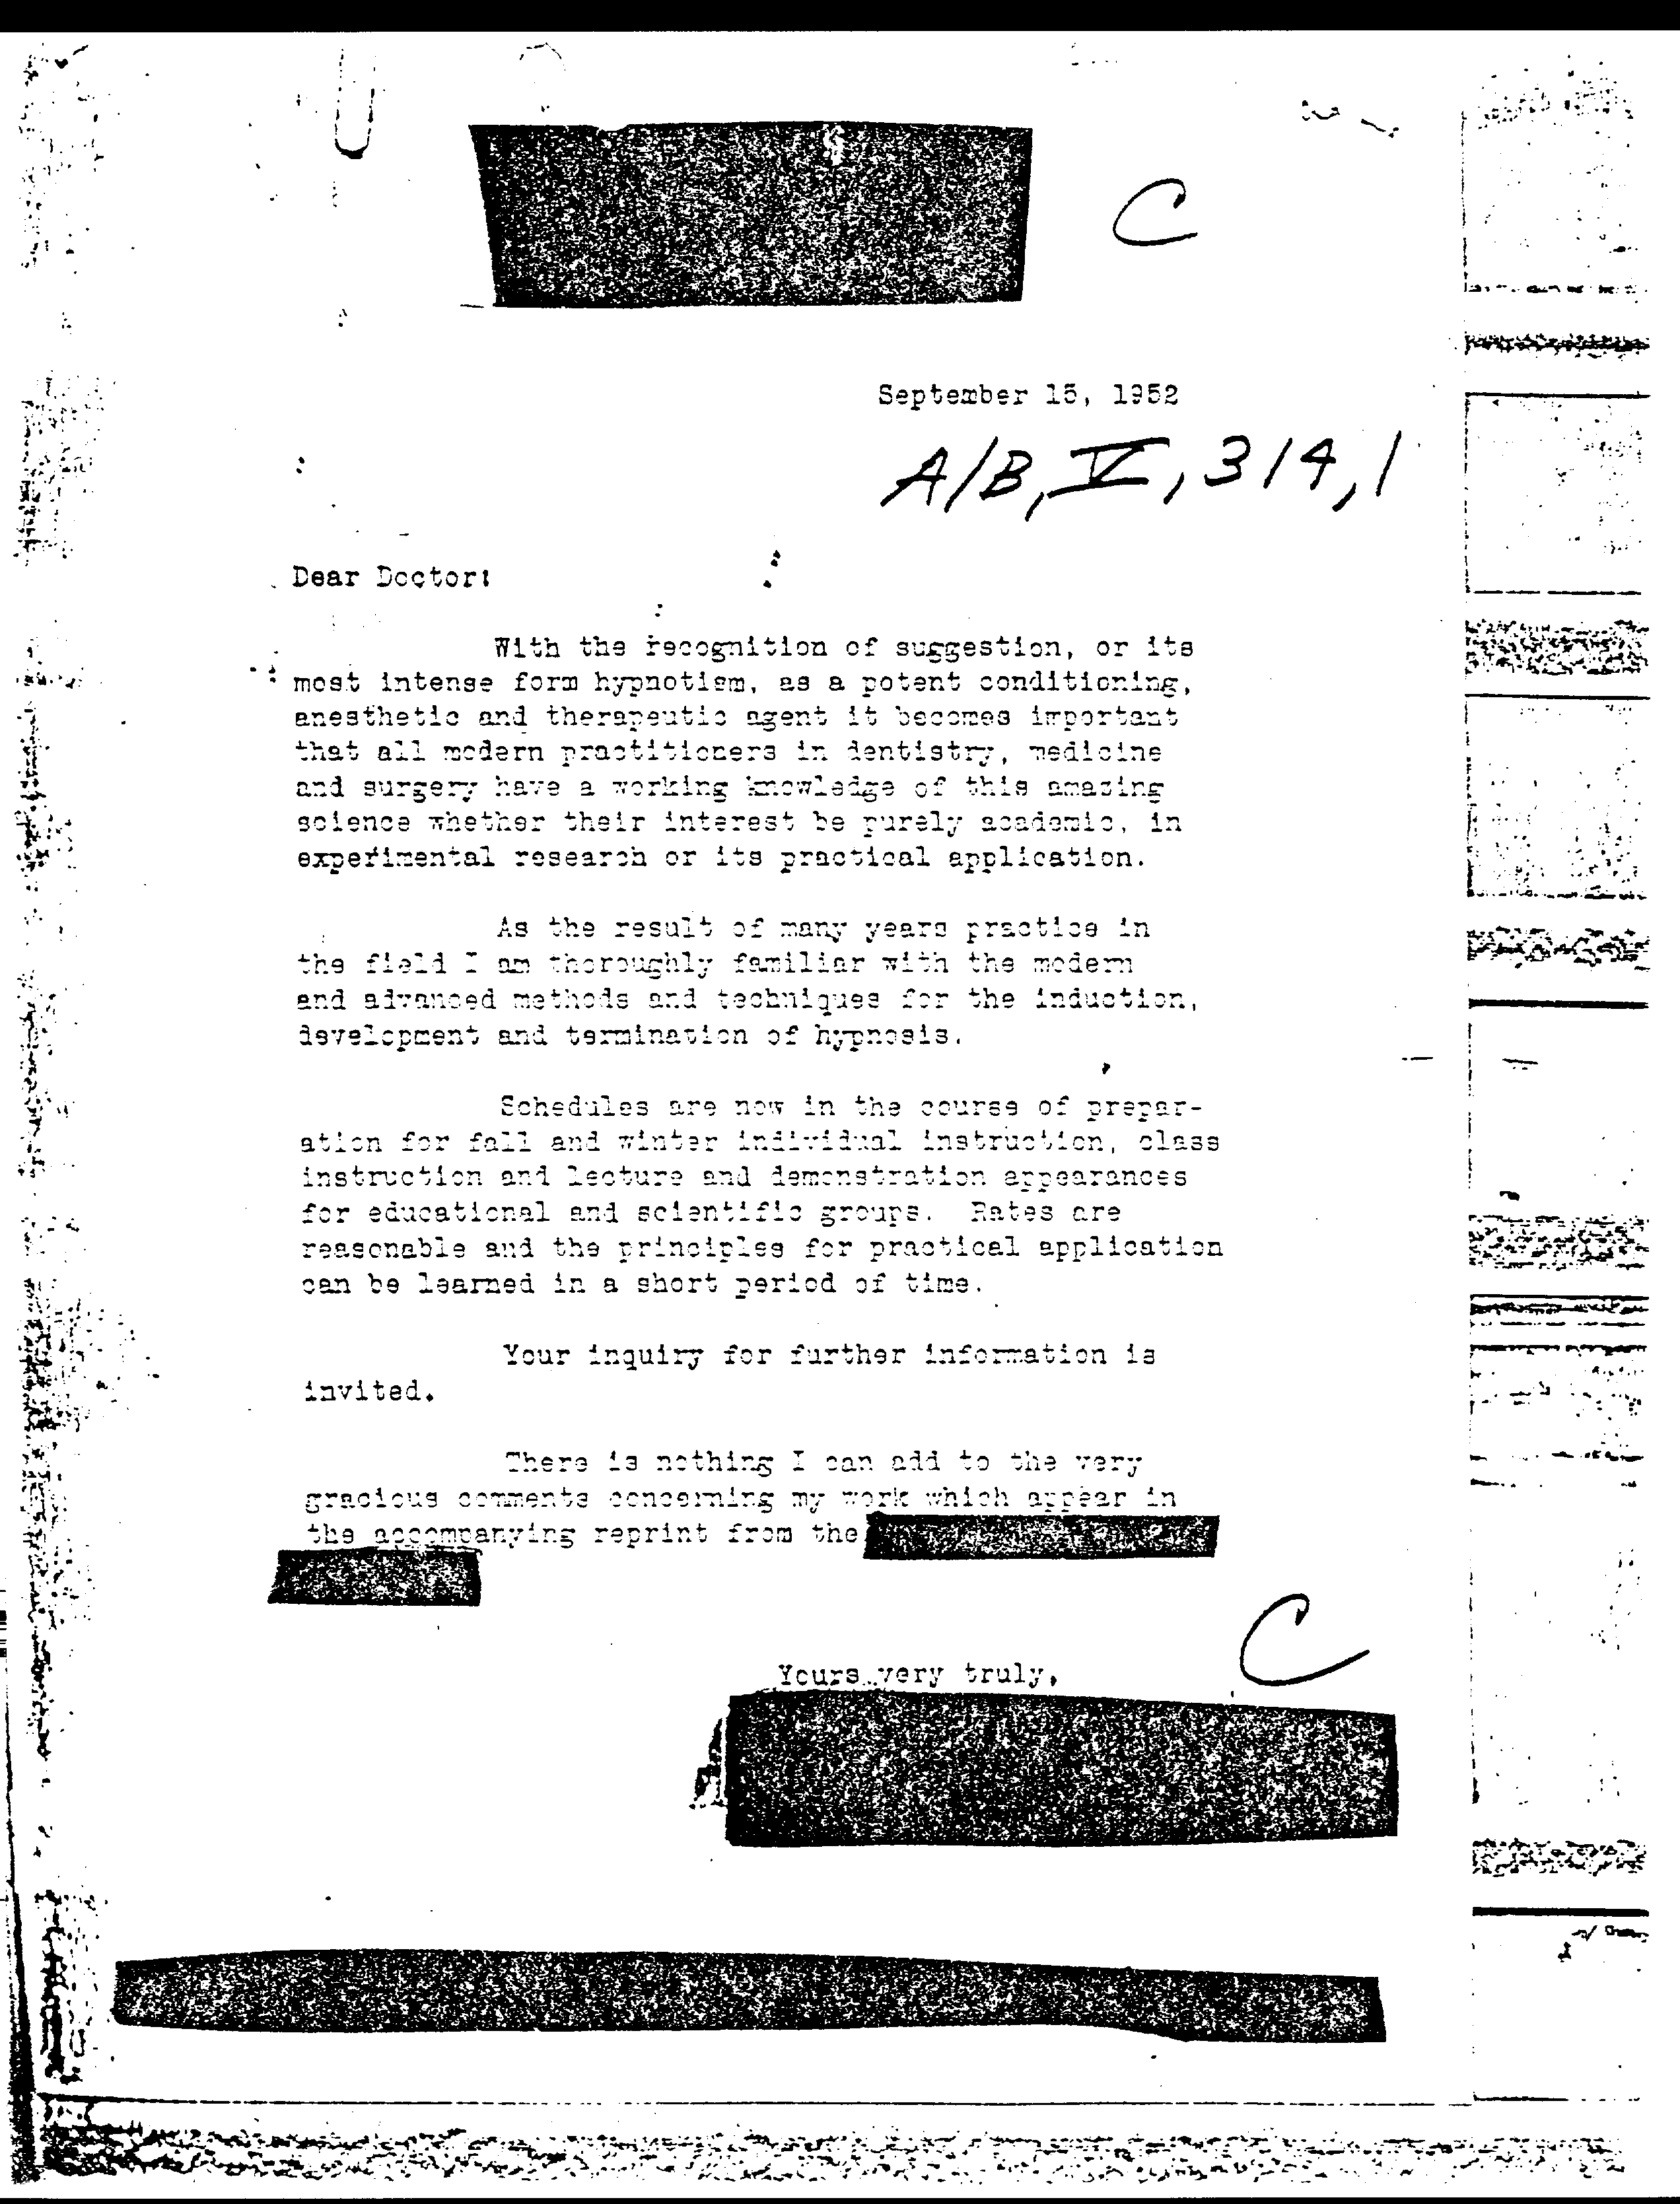 C
September 15, 1952
A/B, V, 314, 1
Dear Doctor:
With the recognition of suggestion, or its
most intense form hypnotism, as a potent conditioning,
anesthetic and therapeutic agent it becomes important
that all modern practitioners in dentistry, medicine
and surgery have a working knowledge of this amazing
science whether their interest be purely academic, in
experimental research or its practical application.
As the result of many years practice in
the field I am thoroughly familiar with the modern
and advanced methods and techniques for the induction,
development and termination of hypnosis.
Schedules are now in the course of prepar-
ation for fall and winter individual instruction, class
instruction and lecture and demonstration appearances
for educational and scientific groups. Rates are
reasonable and the principles for practical application
can be learned in a short period of time.
Your inquiry for further information is
invited.
There is nothing I can add to the very
gracious comments concerning my work which appear in
the accompanying reprint from the
C
Yours very truly,